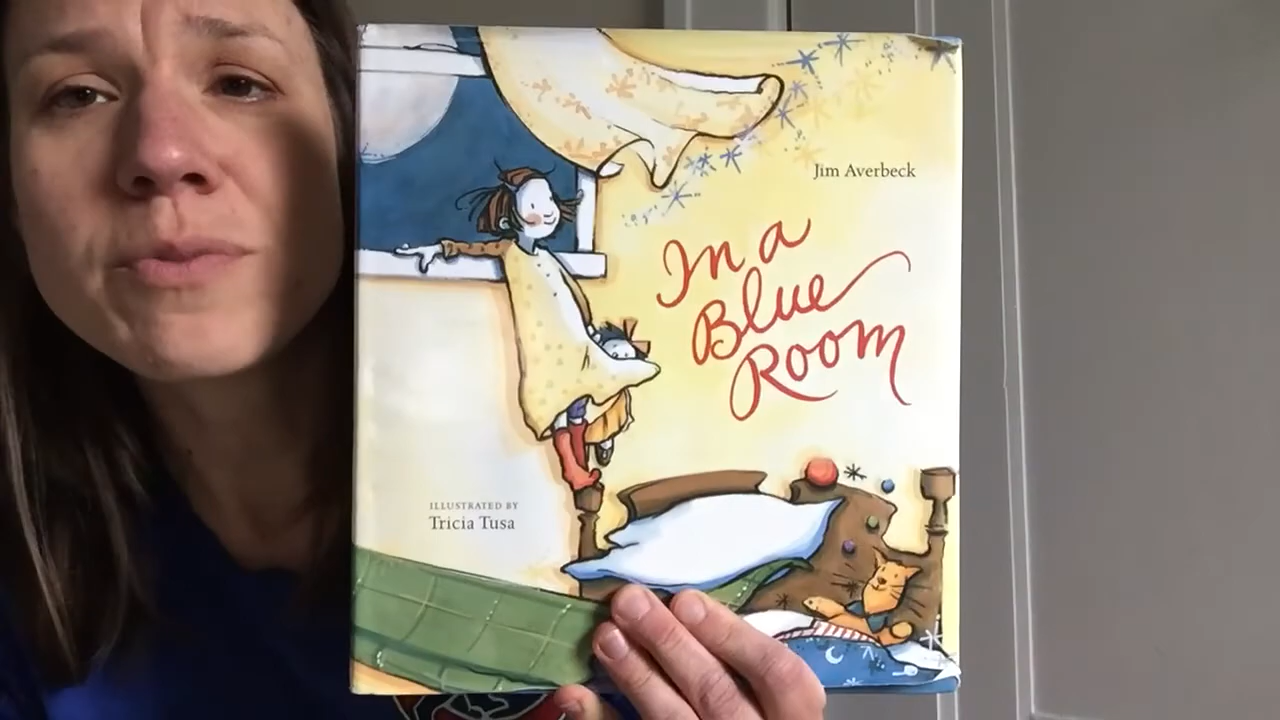 Jim Averbeck
In a
Blue
Room
ILLUSTRATED BY
Tricia Tusa